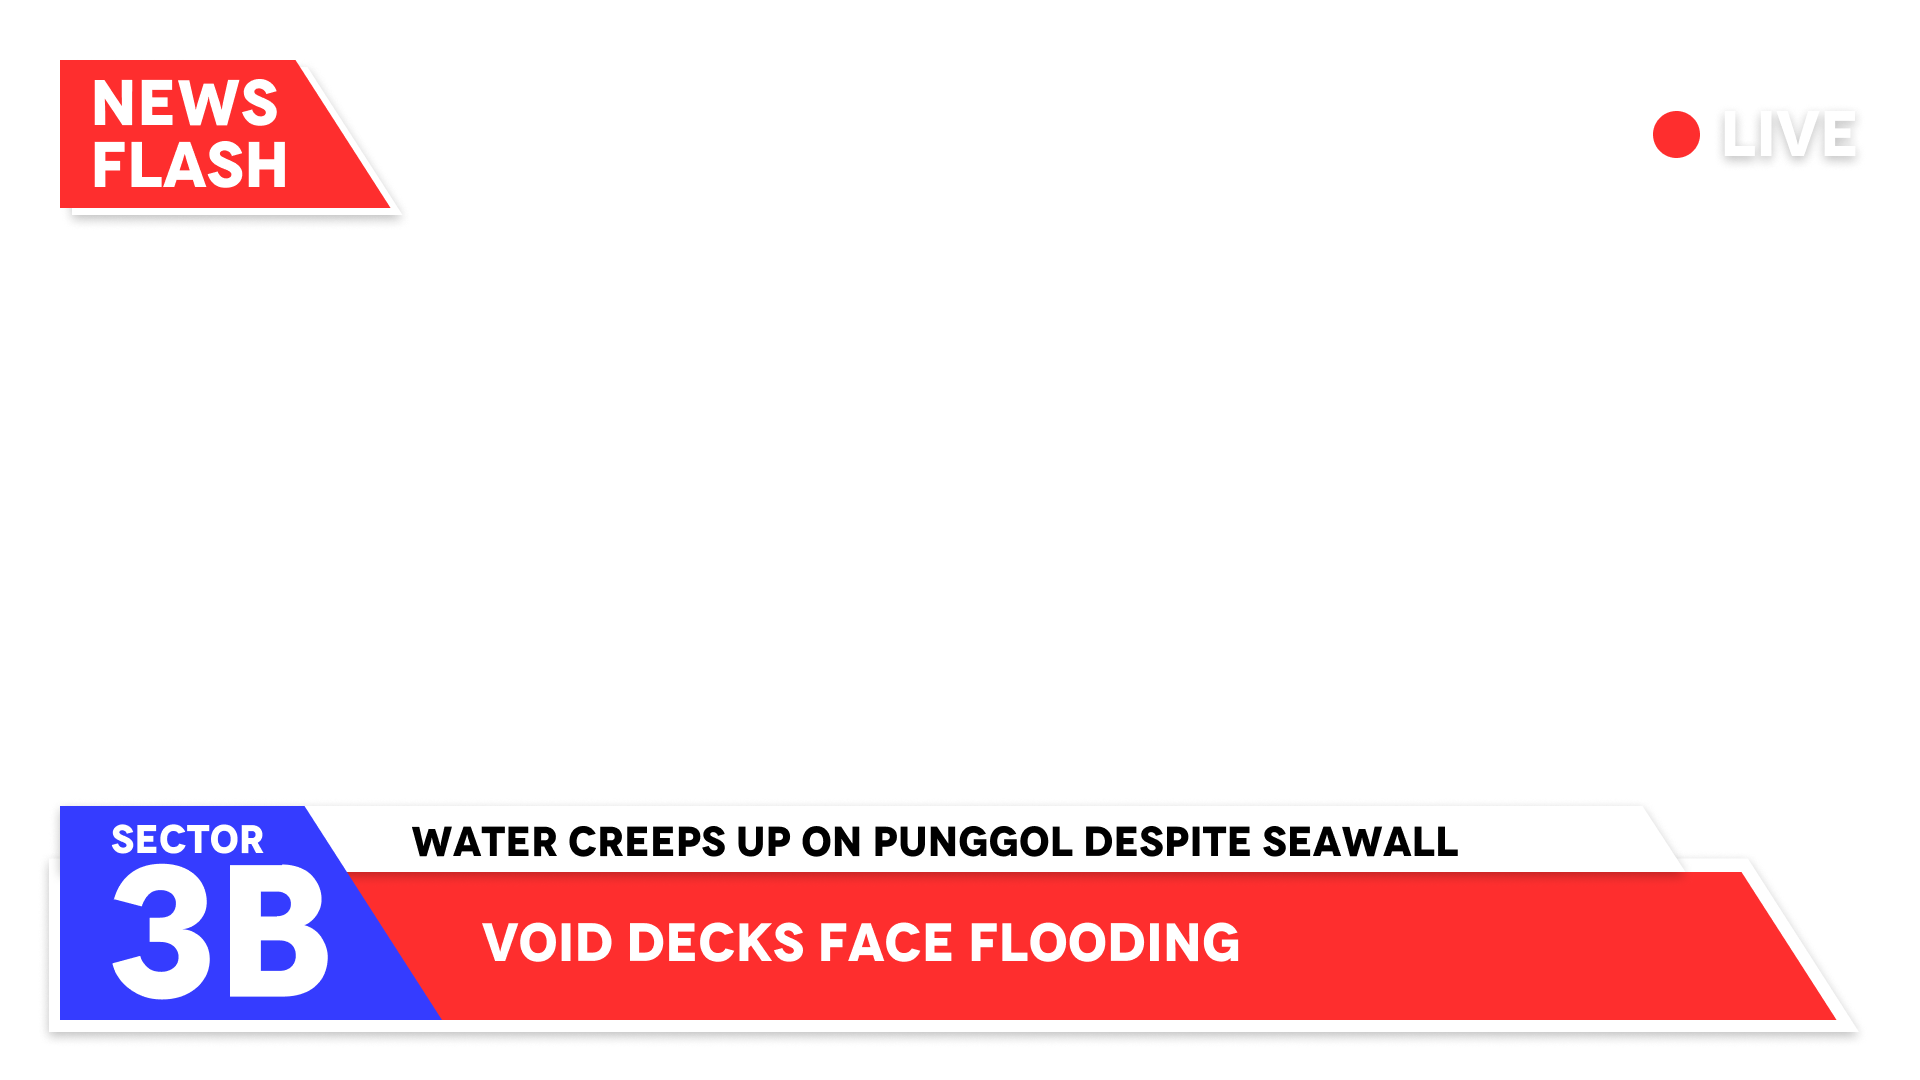 NEWS
FLASH
LIVE
SECTOR
3B
WATER CREEPS UP ON PUNGGOL DESPITE SEAWALL
VOID DECKS FACE FLOODING